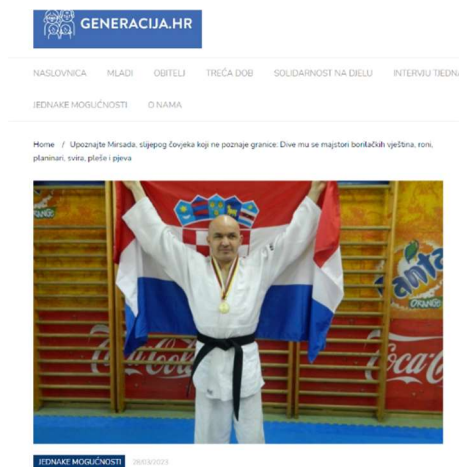 GENERACIJA.HR
NASLOVNICA MLADI OBITELJ TREĆA DOB SOLIDARNOST NA DJELU INTERVJU TJEDN
JEDNAKE MOGUĆNOSTI O NAMA
Home / Upoznajte Mirsada, slijepog čovjeka koji ne poznaje granice: Dive mu se majstori borilačkih vještina, roni,
planinari, svira, pleše i pjeva
Fanta
ORANGE
Coca-Cola
Coca-C
JEDNAKE MOGUĆNOSTI 28/03/2023